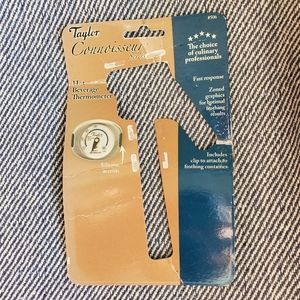 #506
Taylor
Connoisseur
Beverage
Thermometer
The choice
of culinary
professionals
Fast response
Zoned
graphics
for optimal
frothing
results
Includes
clip to attach to
frothing container